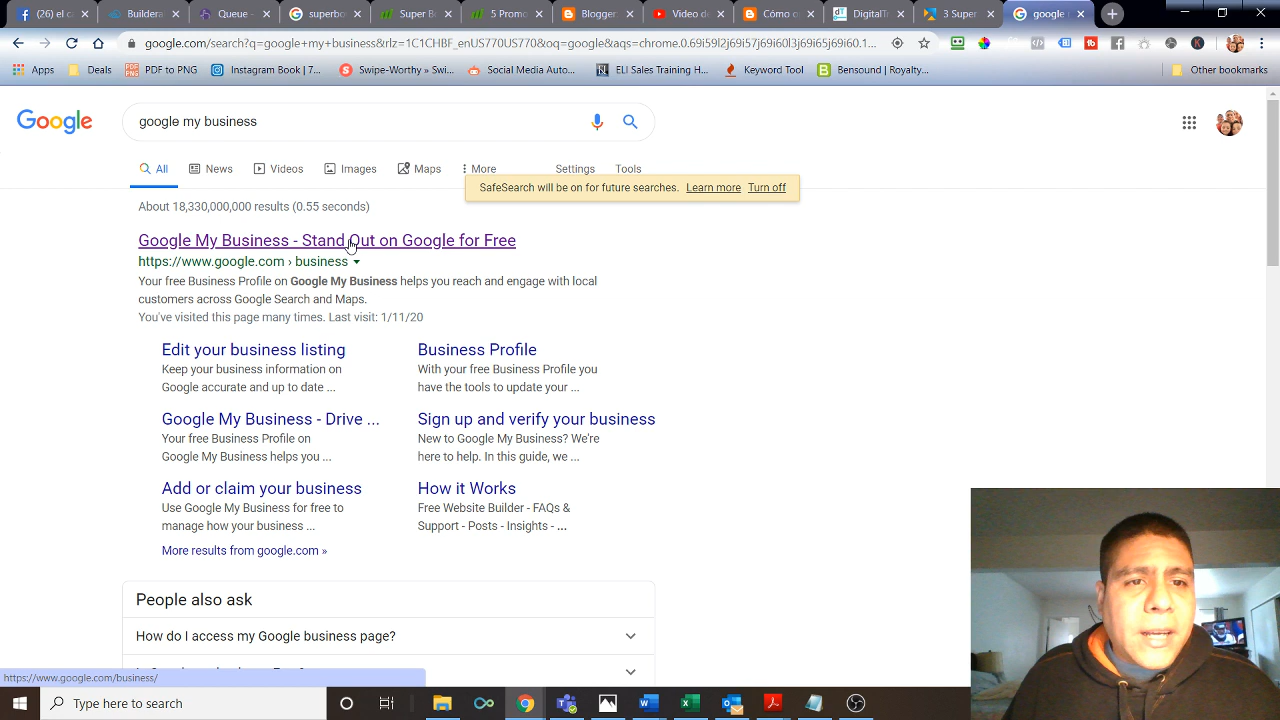 (26) el c
Buildera
Queue -
superbo
Super B
5 Promo
Blogger:
Video de
Cómo o
DigitalTr
3 Super
google
google.com/search?q=google+my+business&rlz=1C1CHBF_enUS770US770&oq=google&aqs=chrome.0.69i59l2j69i57j69i60l3j69i65j69i60.1...
Apps
Deals
PDF to PNG
Instagram Book | 7...
Swipe-Worthy » Swi...
Social Media Auto...
ELI Sales Training H...
Keyword Tool
Bensound | Royalty...
Other bookmarks
Google
google my business
All
News
Videos
Images
Maps
More
Settings
Tools
SafeSearch will be on for future searches. Learn more Turn off
About 18,330,000,000 results (0.55 seconds)
Google My Business - Stand Out on Google for Free
https://www.google.com › business
Your free Business Profile on Google My Business helps you reach and engage with local
customers across Google Search and Maps.
You've visited this page many times. Last visit: 1/11/20
Edit your business listing
Keep your business information on
Google accurate and up to date ...
Business Profile
With your free Business Profile you
have the tools to update your ...
Google My Business - Drive ...
Your free Business Profile on
Google My Business helps you ...
Sign up and verify your business
New to Google My Business? We're
here to help. In this guide, we ...
Add or claim your business
Use Google My Business for free to
manage how your business ...
How it Works
Free Website Builder - FAQs &
Support - Posts - Insights - ...
More results from google.com »
People also ask
How do I access my Google business page?
https://www.google.com/business/
Type here to search